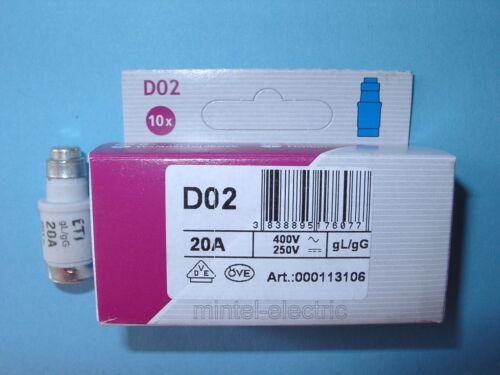 D02
10x
D02
3 838895 176077
20A
400V ~
250V ⎓
gL/gG
VDE
ÖVE
Art.:000113106
mintel-electric
ETI
gL/gG
20A